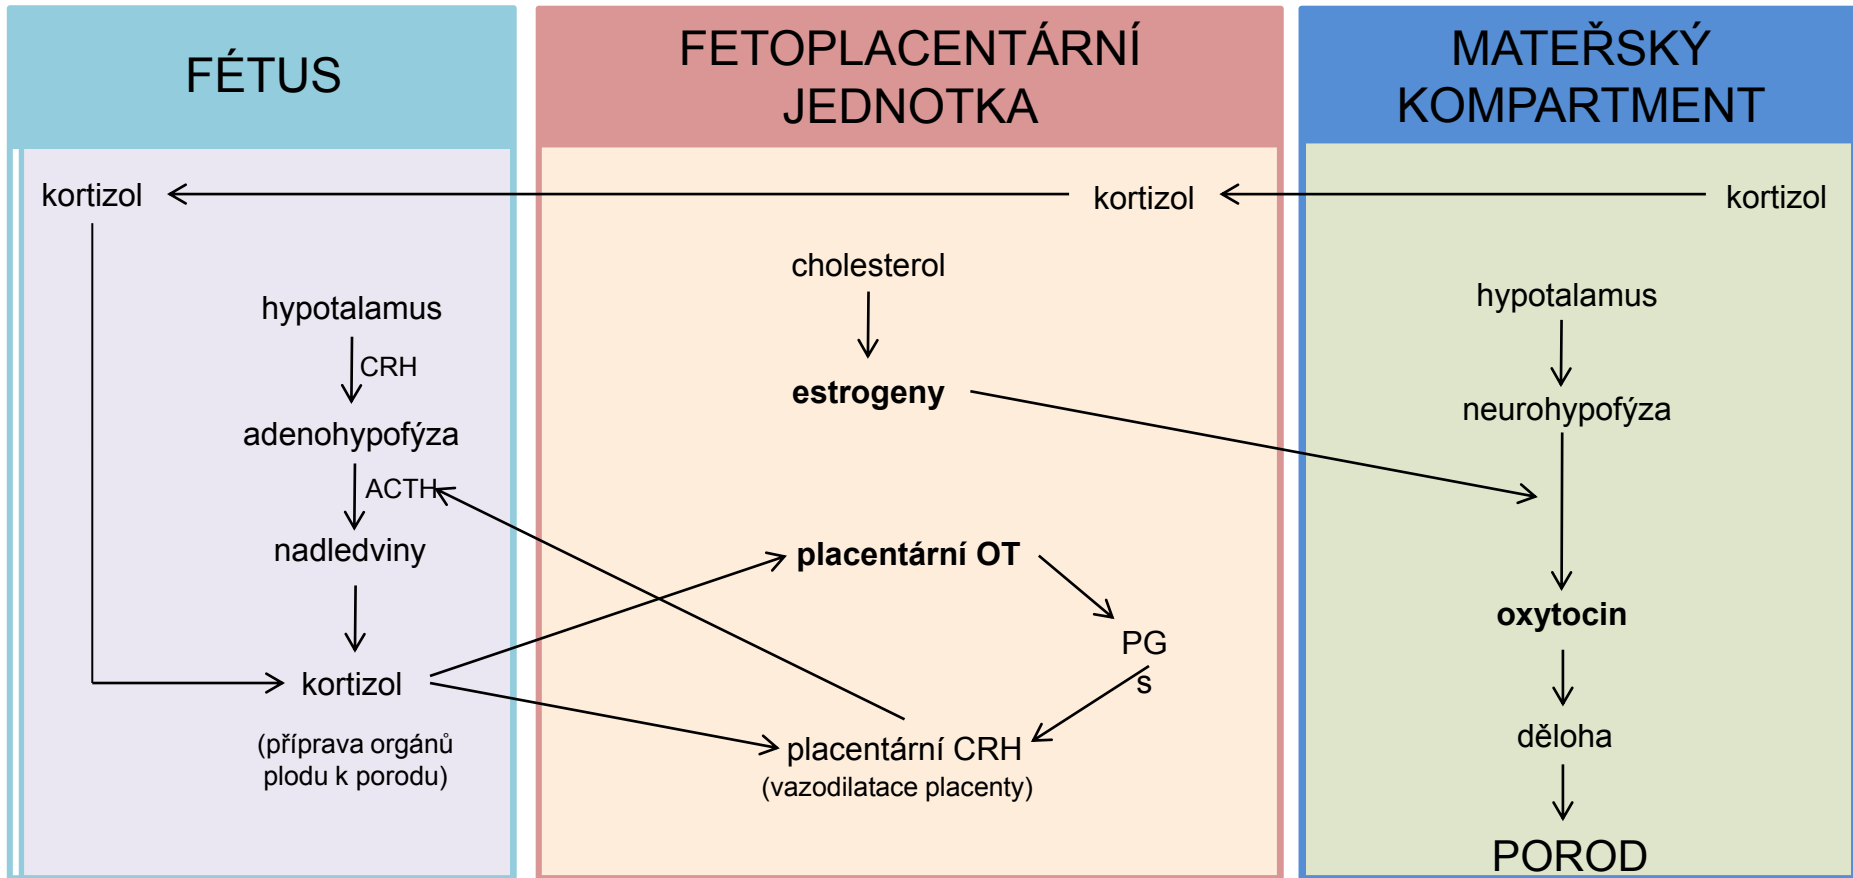 FÉTUS
kortizol
hypotalamus
CRH
adenohypofýza
ACTH
nadledviny
kortizol
(příprava orgánů
plodu k porodu)
FETOPLACENTÁRNÍ
JEDNOTKA
kortizol
cholesterol
estrogeny
placentární OT
PG
s
placentární CRH
(vazodilatace placenty)
MATEŘSKÝ
KOMPARTMENT
kortizol
hypotalamus
neurohypofýza
oxytocin
děloha
POROD